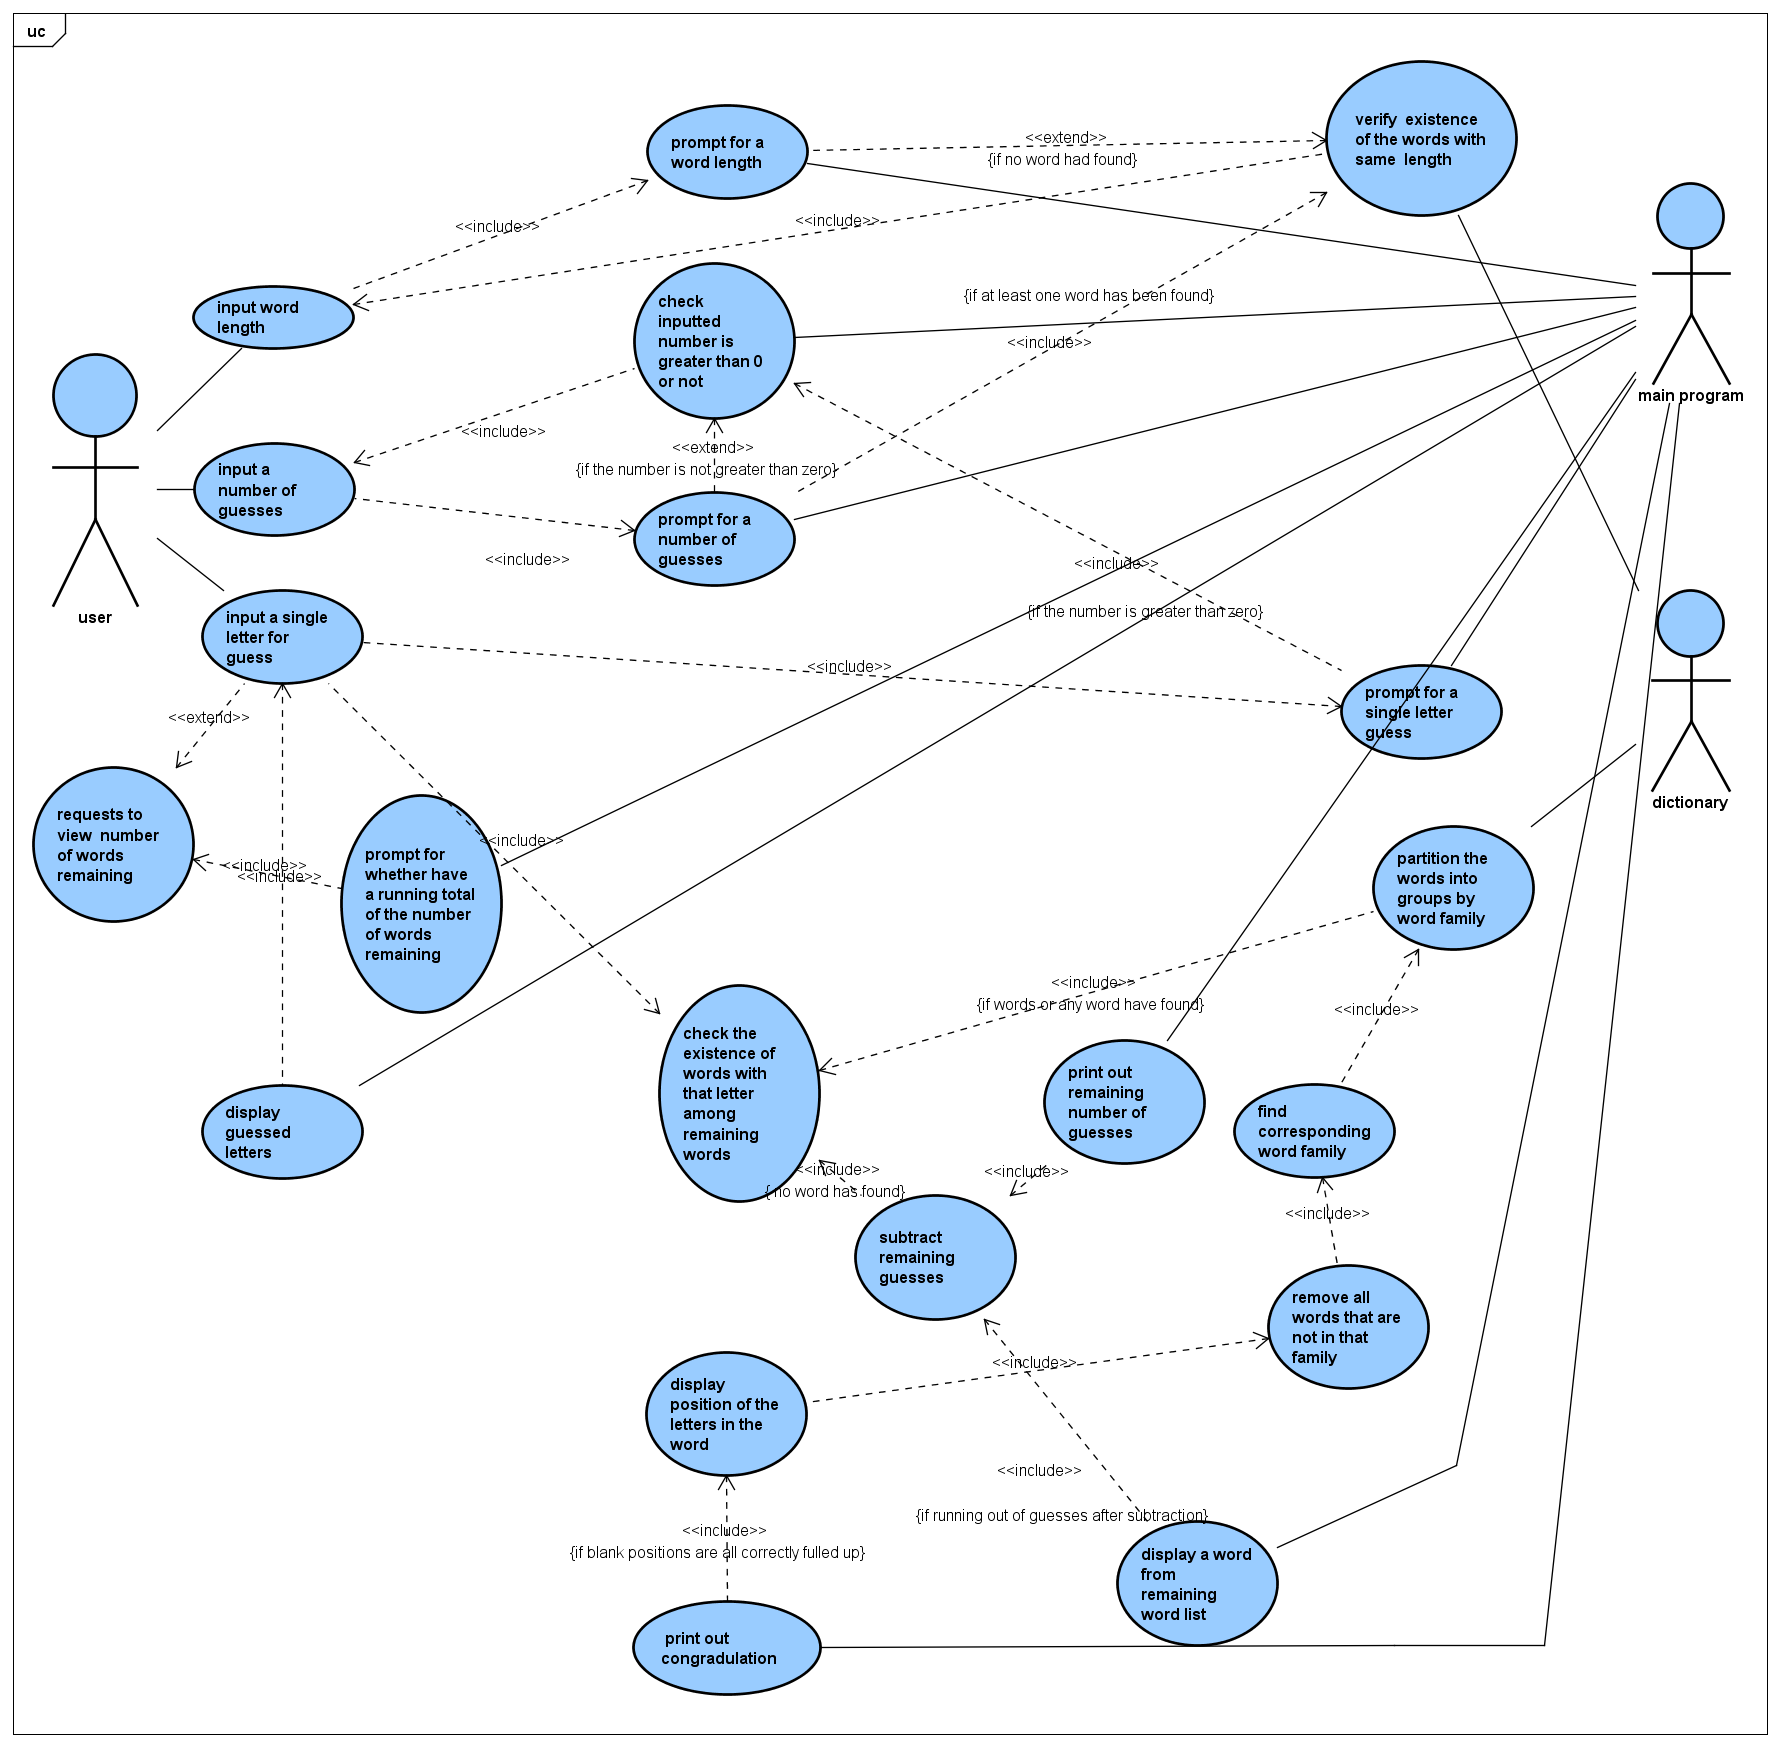 uc
prompt for a
word length
<<extend>>
{if no word had found}
verify  existence
of the words with
same  length
<<include>>
<<include>>
input word
length
check
inputted
number is
greater than 0
or not
{if at least one word has been found}
<<include>>
main program
<<include>>
<<extend>>
{if the number is not greater than zero}
input a
number of
guesses
prompt for a
number of
guesses
<<include>>
<<include>>
{if the number is greater than zero}
user
input a single
letter for
guess
<<include>>
prompt for a
single letter
guess
<<extend>>
dictionary
requests to
view  number
of words
remaining
<<include>>
<<include>>
<<include>>
prompt for
whether have
a running total
of the number
of words
remaining
partition the
words into
groups by
word family
<<include>>
{if words or any word have found}
<<include>>
check the
existence of
words with
that letter
among
remaining
words
print out
remaining
number of
guesses
find
corresponding
word family
display
guessed
letters
<<include>>
{ no word has found}
<<include>>
<<include>>
subtract
remaining
guesses
remove all
words that are
not in that
family
<<include>>
display
position of the
letters in the
word
<<include>>
{if running out of guesses after subtraction}
<<include>>
{if blank positions are all correctly fulled up}
display a word
from
remaining
word list
print out
congradulation